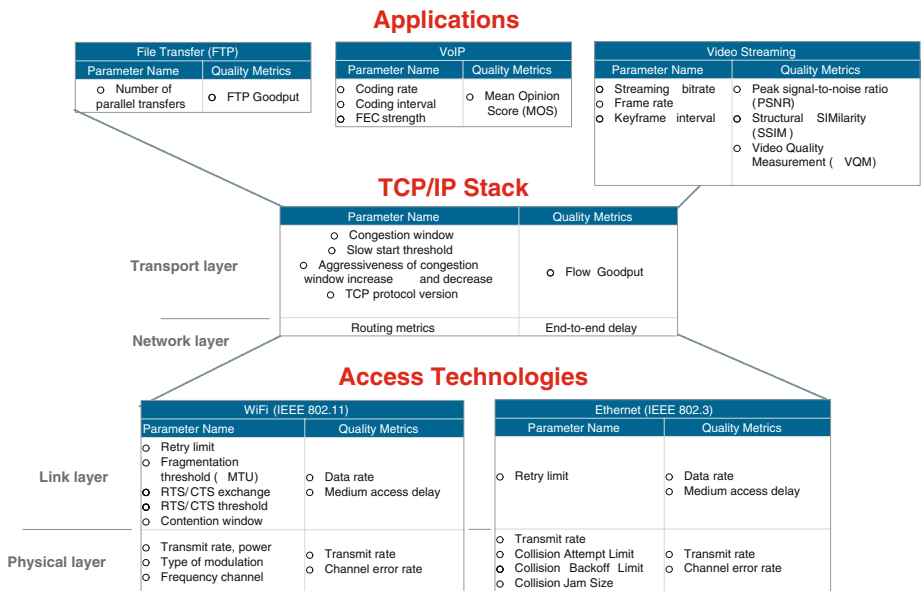 Applications
File Transfer (FTP)
Parameter Name Quality Metrics
Number of
parallel transfers
FTP Goodput
VoIP
Parameter Name Quality Metrics
Coding rate
Coding interval
FEC strength
Mean Opinion
Score (MOS)
Video Streaming
Parameter Name Quality Metrics
Streaming bitrate
Frame rate
Keyframe interval
Peak signal-to-noise ratio
(PSNR)
Structural SIMilarity
(SSIM )
Video Quality
Measurement ( VQM)
TCP/IP Stack
Parameter Name Quality Metrics
Transport layer
Congestion window
Slow start threshold
Aggressiveness of congestion
window increase and decrease
TCP protocol version
Flow Goodput
Network layer
Routing metrics End-to-end delay
Access Technologies
WiFi (IEEE 802.11)
Parameter Name Quality Metrics
Link layer
Retry limit
Fragmentation
threshold ( MTU)
RTS/CTS exchange
RTS/CTS threshold
Contention window
Data rate
Medium access delay
Physical layer
Transmit rate, power
Type of modulation
Frequency channel
Transmit rate
Channel error rate
Ethernet (IEEE 802.3)
Parameter Name Quality Metrics
Retry limit
Data rate
Medium access delay
Transmit rate
Collision Attempt Limit
Collision Backoff Limit
Collision Jam Size
Transmit rate
Channel error rate